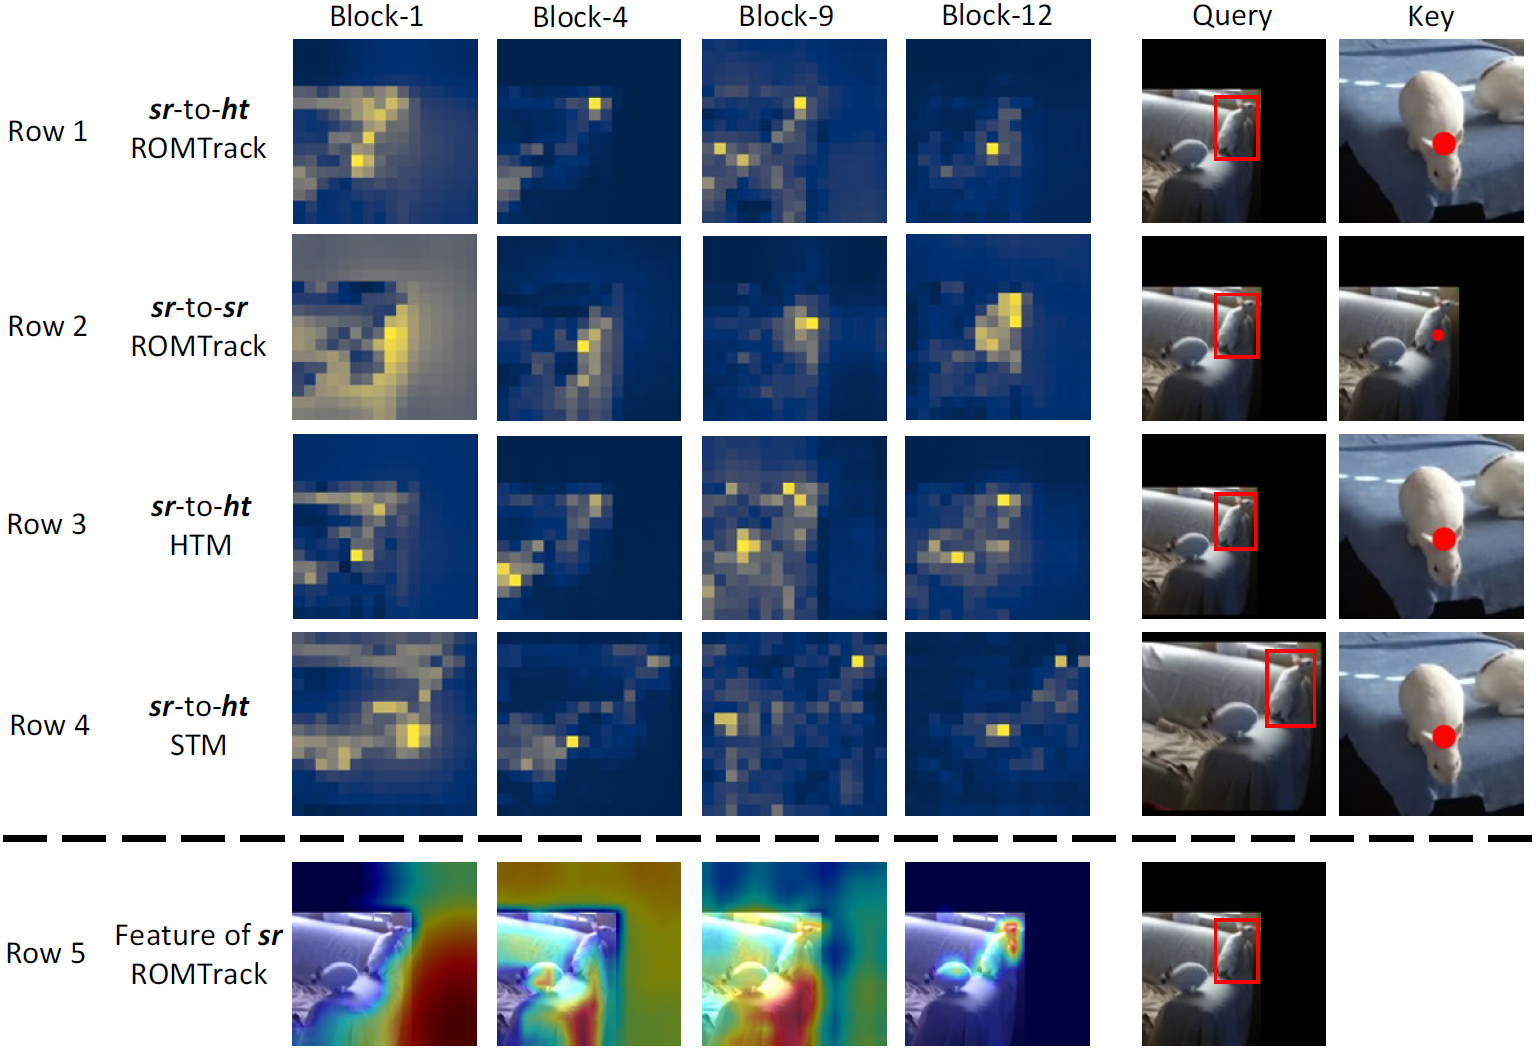 Block-1 Block-4 Block-9 Block-12 Query Key
Row 1 sr-to-ht
ROMTrack
Row 2 sr-to-sr
ROMTrack
Row 3 sr-to-ht
HTM
Row 4 sr-to-ht
STM
Row 5 Feature of sr
ROMTrack